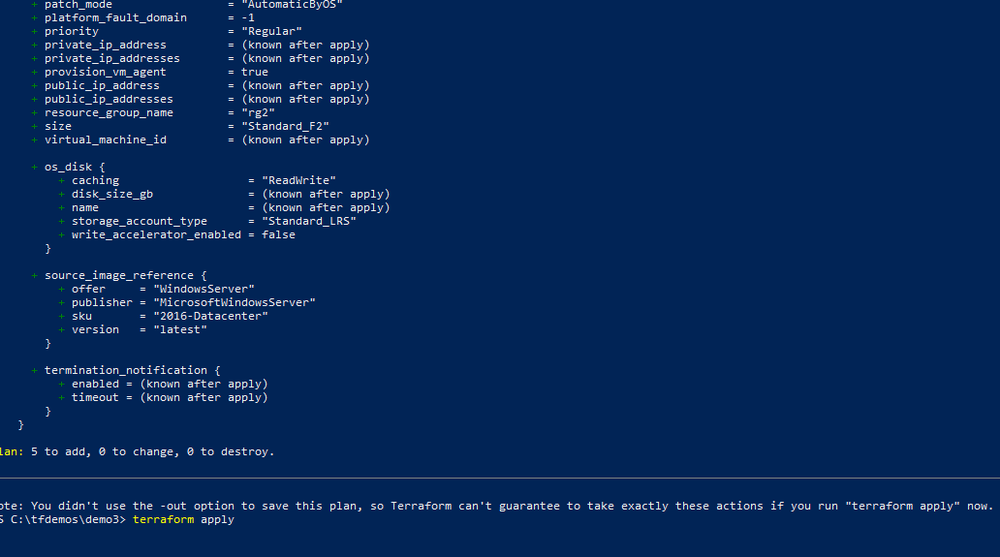 + patch_mode = "AutomaticByOS"
+ platform_fault_domain = -1
+ priority = "Regular"
+ private_ip_address = (known after apply)
+ private_ip_addresses = (known after apply)
+ provision_vm_agent = true
+ public_ip_address = (known after apply)
+ public_ip_addresses = (known after apply)
+ resource_group_name = "rg2"
+ size = "Standard_F2"
+ virtual_machine_id = (known after apply)
+ os_disk {
+ caching = "ReadWrite"
+ disk_size_gb = (known after apply)
+ name = (known after apply)
+ storage_account_type = "Standard_LRS"
+ write_accelerator_enabled = false
}
+ source_image_reference {
+ offer = "WindowsServer"
+ publisher = "MicrosoftWindowsServer"
+ sku = "2016-Datacenter"
+ version = "latest"
}
+ termination_notification {
+ enabled = (known after apply)
+ timeout = (known after apply)
}
}
lan: 5 to add, 0 to change, 0 to destroy.
ote: You didn't use the -out option to save this plan, so Terraform can't guarantee to take exactly these actions if you run "terraform apply" now.
S C:\tfdemos\demo3> terraform apply